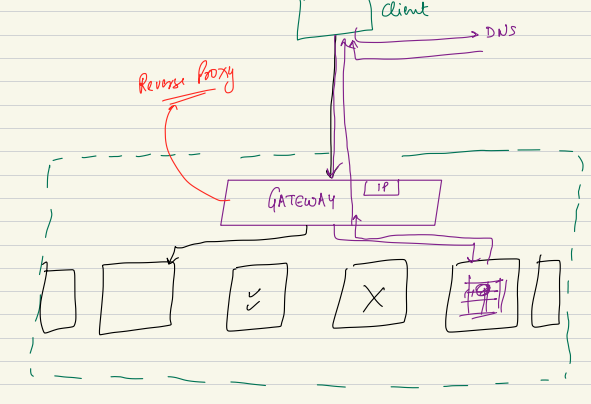 Client
DNS
Reverse Proxy
IP
GATEWAY